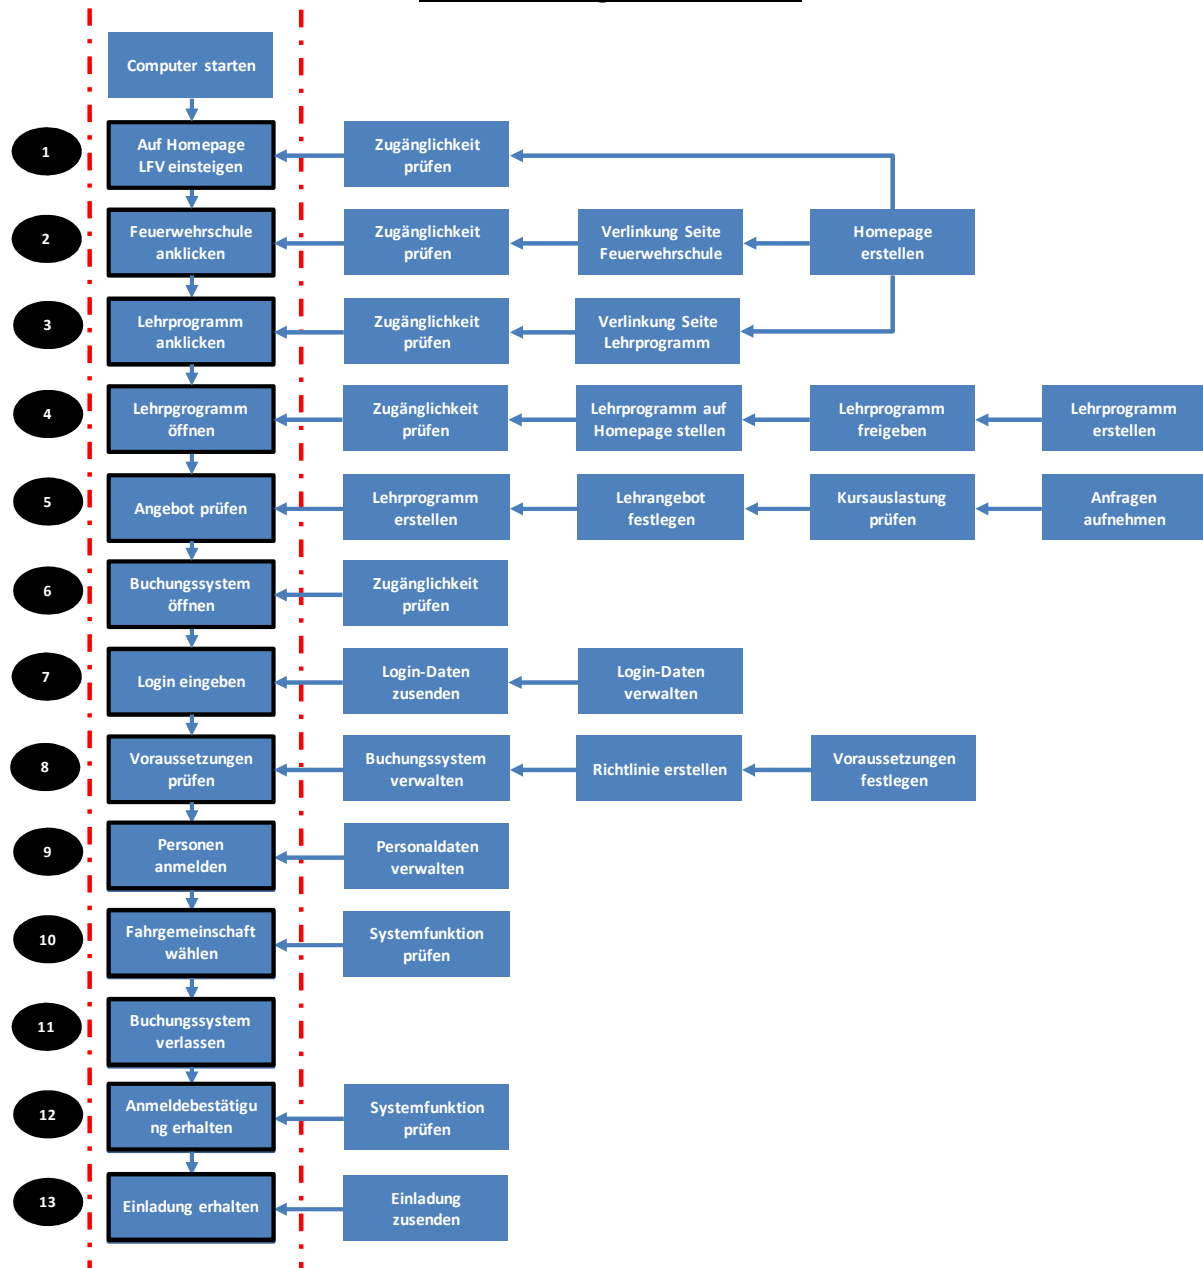 Computer starten
1
Auf Homepage
LFV einsteigen
Zugänglichkeit
prüfen
2
Feuerwehrschule
anklicken
Zugänglichkeit
prüfen
Verlinkung Seite
Feuerwehrschule
Homepage
erstellen
3
Lehrprogramm
anklicken
Zugänglichkeit
prüfen
Verlinkung Seite
Lehrprogramm
4
Lehrpgrogramm
öffnen
Zugänglichkeit
prüfen
Lehrprogramm auf
Homepage stellen
Lehrprogramm
freigeben
Lehrprogramm
erstellen
5
Angebot prüfen
Lehrprogramm
erstellen
Lehrangebot
festlegen
Kursauslastung
prüfen
Anfragen
aufnehmen
6
Buchungssystem
öffnen
Zugänglichkeit
prüfen
7
Login eingeben
Login-Daten
zusenden
Login-Daten
verwalten
8
Voraussetzungen
prüfen
Buchungssystem
verwalten
Richtlinie erstellen
Voraussetzungen
festlegen
9
Personen
anmelden
Personaldaten
verwalten
10
Fahrgemeinschaft
wählen
Systemfunktion
prüfen
11
Buchungssystem
verlassen
12
Anmeldebestätigu
ng erhalten
Systemfunktion
prüfen
13
Einladung erhalten
Einladung
zusenden